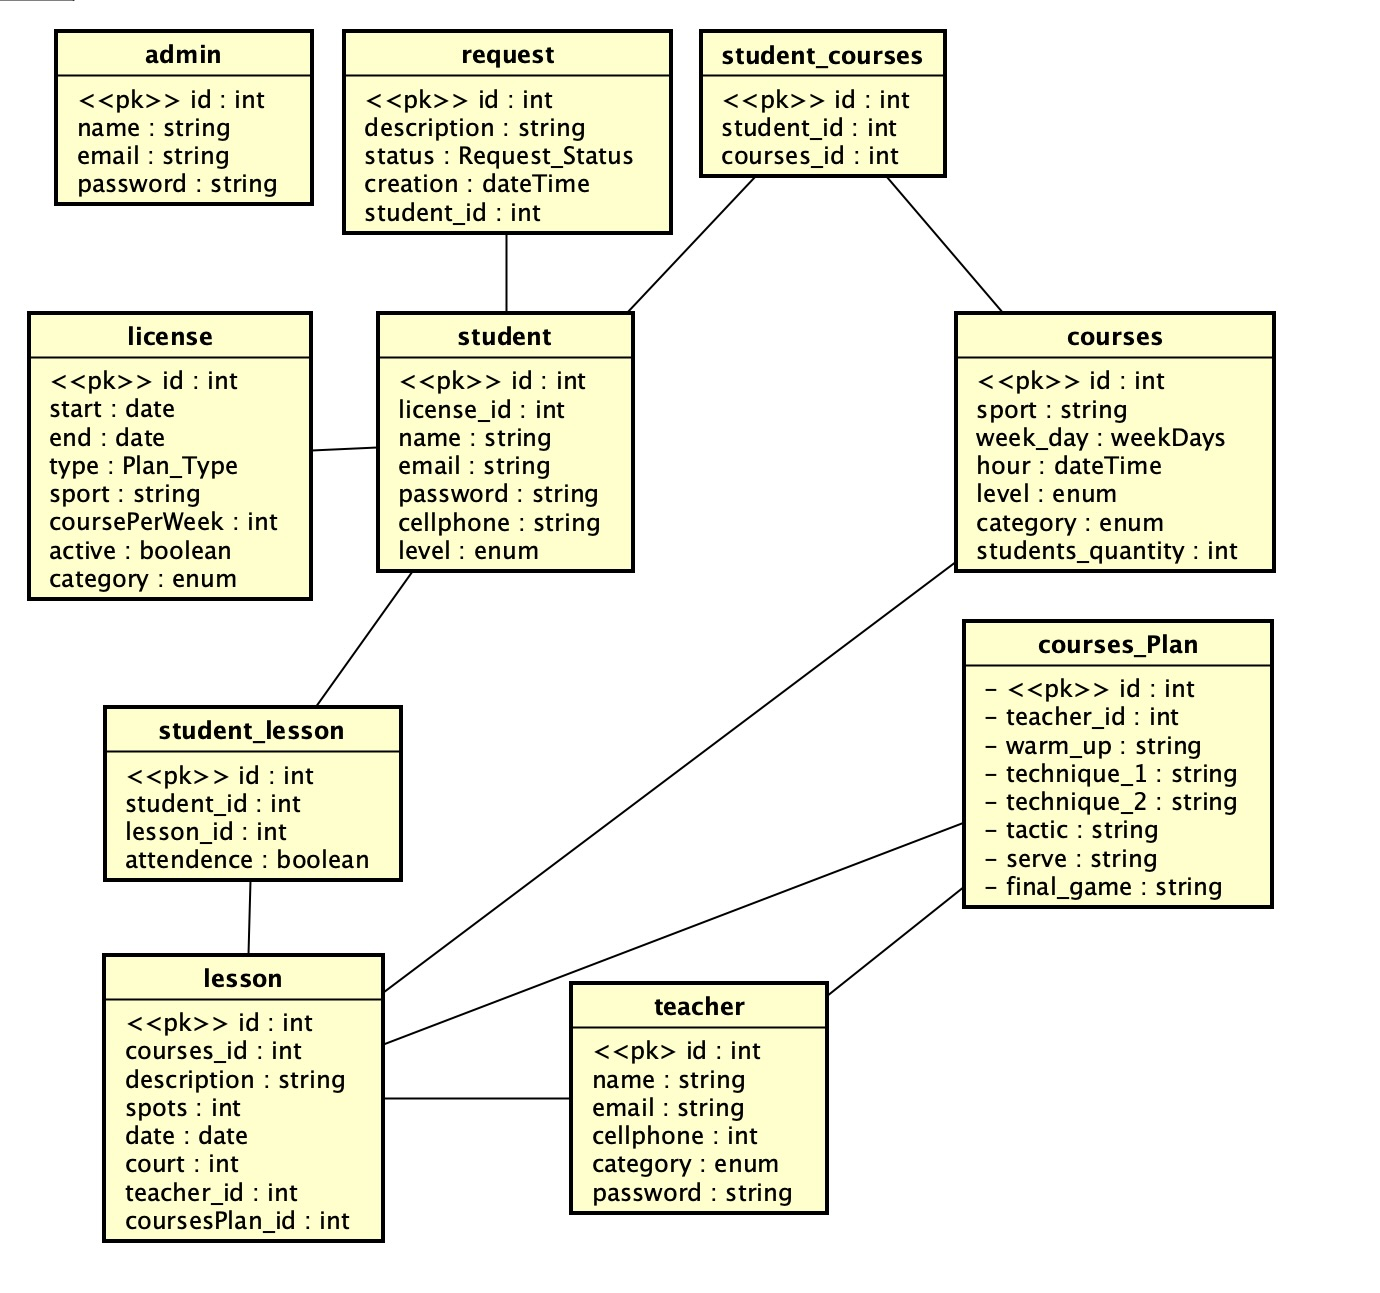 admin
<<pk>> id : int
name : string
email : string
password : string
request
<<pk>> id : int
description : string
status : Request_Status
creation : dateTime
student_id : int
student_courses
<<pk>> id : int
student_id : int
courses_id : int
license
<<pk>> id : int
start : date
end : date
type : Plan_Type
sport : string
coursePerWeek : int
active : boolean
category : enum
student
<<pk>> id : int
license_id : int
name : string
email : string
password : string
cellphone : string
level : enum
courses
<<pk>> id : int
sport : string
week_day : weekDays
hour : dateTime
level : enum
category : enum
students_quantity : int
courses_Plan
- <<pk>> id : int
- teacher_id : int
- warm_up : string
- technique_1 : string
- technique_2 : string
- tactic : string
- serve : string
- final_game : string
student_lesson
<<pk>> id : int
student_id : int
lesson_id : int
attendence : boolean
lesson
<<pk>> id : int
courses_id : int
description : string
spots : int
date : date
court : int
teacher_id : int
coursesPlan_id : int
teacher
<<pk> id : int
name : string
email : string
cellphone : int
category : enum
password : string